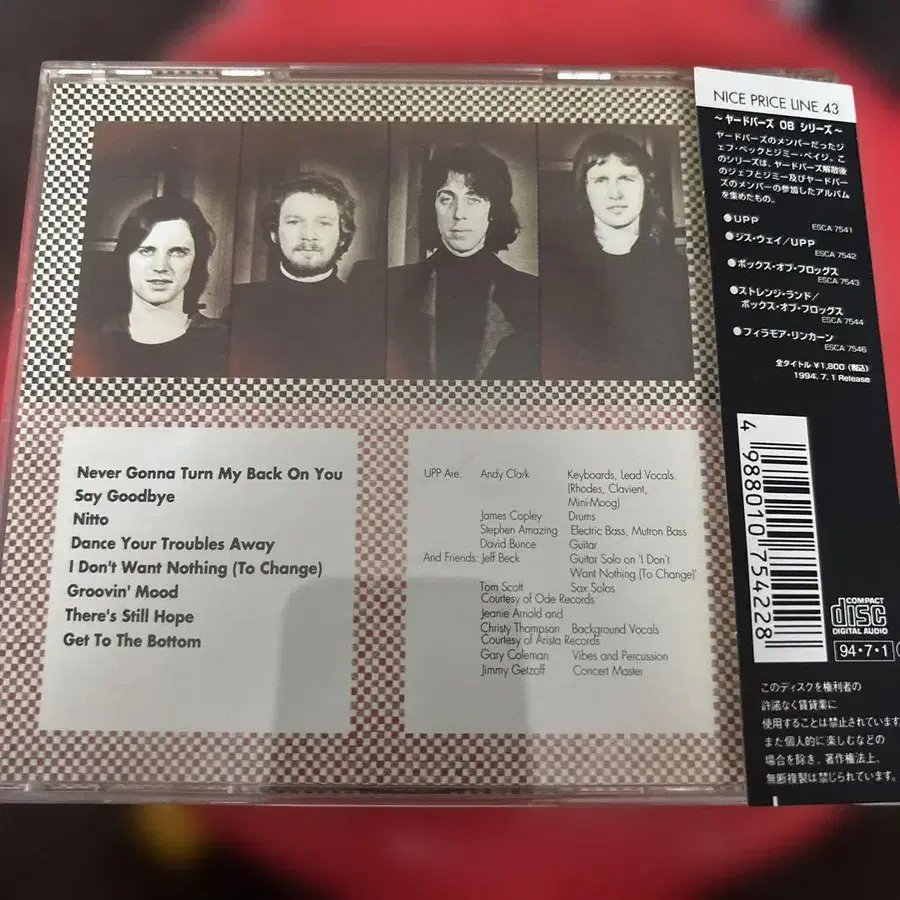 Never Gonna Turn My Back On You
Say Goodbye
Nitto
Dance Your Troubles Away
I Don't Want Nothing (To Change)
Groovin' Mood
There's Still Hope
Get To The Bottom
UPP Are: Andy Clark Keyboards, Lead Vocals.
(Rhodes, Clavient,
Mini-Moog)
James Copley Drums
Stephen Amazing Electric Bass, Mutron Bass
David Bunce Guitar
And Friends: Jeff Beck Guitar Solo on 'I Don't
Want Nothing (To Change)'
Tom Scott Sax Solos
Courtesy of Ode Records
Jeanie Arnold and
Christy Thompson Background Vocals
Courtesy of Arista Records
Gary Coleman Vibes and Percussion
Jimmy Getzoff Concert Master
NICE PRICE LINE 43
~ヤードバーズ OB シリーズ~
ヤードバーズのメンバーだったジ
ェフ・ベックとジミー・ペイジ。こ
のシリーズは、ヤードバーズ解散後
のジェフとジミー及びヤードバー
ズのメンバーの参加したアルバム
を集めたもの。
●UPP
ESCA 7541
●ジス・ウェイ/UPP
ESCA 7542
●ボックス・オブ・フロッグス
ESCA 7543
●ストレンジ・ランド/
ボックス・オブ・フロッグス
ESCA 7544
●フィラモア・リンカーン
ESCA 7546
全タイトル ¥1,800 (税込)
1994. 7. 1 Release
4 988010 754228
COMPACT
disc
DIGITAL AUDIO
94・7・1
このディスクを権利者の
許諾なく賃貸業に
使用することは禁止されています
また個人的に楽しむなどの
場合を除き、著作権法上、
無断複製は禁じられています。